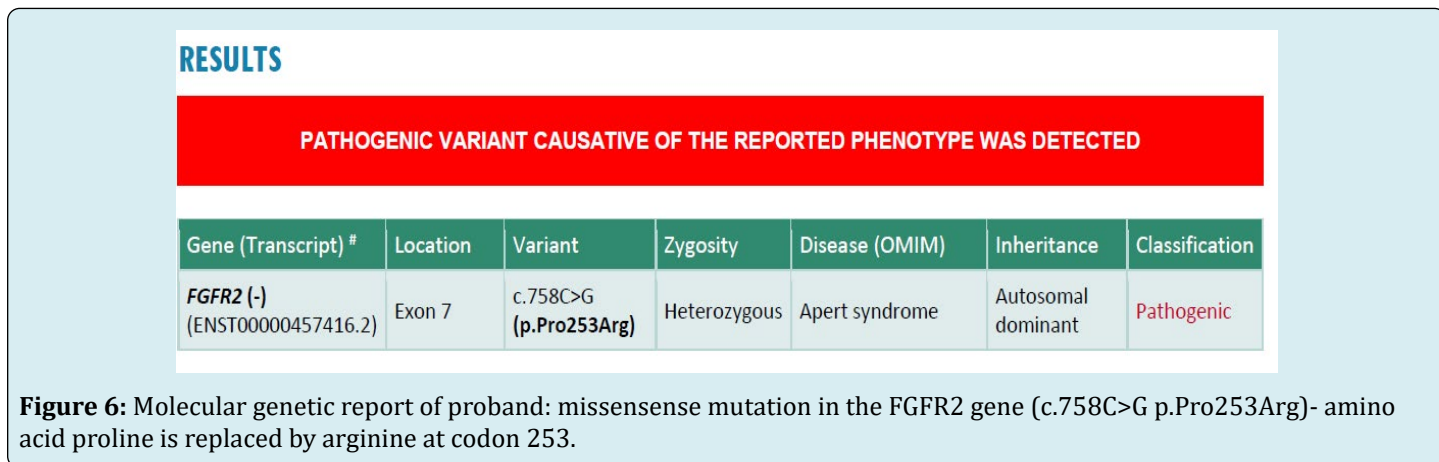 RESULTS
PATHOGENIC VARIANT CAUSATIVE OF THE REPORTED PHENOTYPE WAS DETECTED
Gene (Transcript) # Location Variant Zygosity Disease (OMIM) Inheritance Classification
FGFR2 (-) (ENST00000457416.2) Exon 7 c.758C>G (p.Pro253Arg) Heterozygous Apert syndrome Autosomal dominant Pathogenic
Figure 6: Molecular genetic report of proband: missensense mutation in the FGFR2 gene (c.758C>G p.Pro253Arg)- amino
acid proline is replaced by arginine at codon 253.